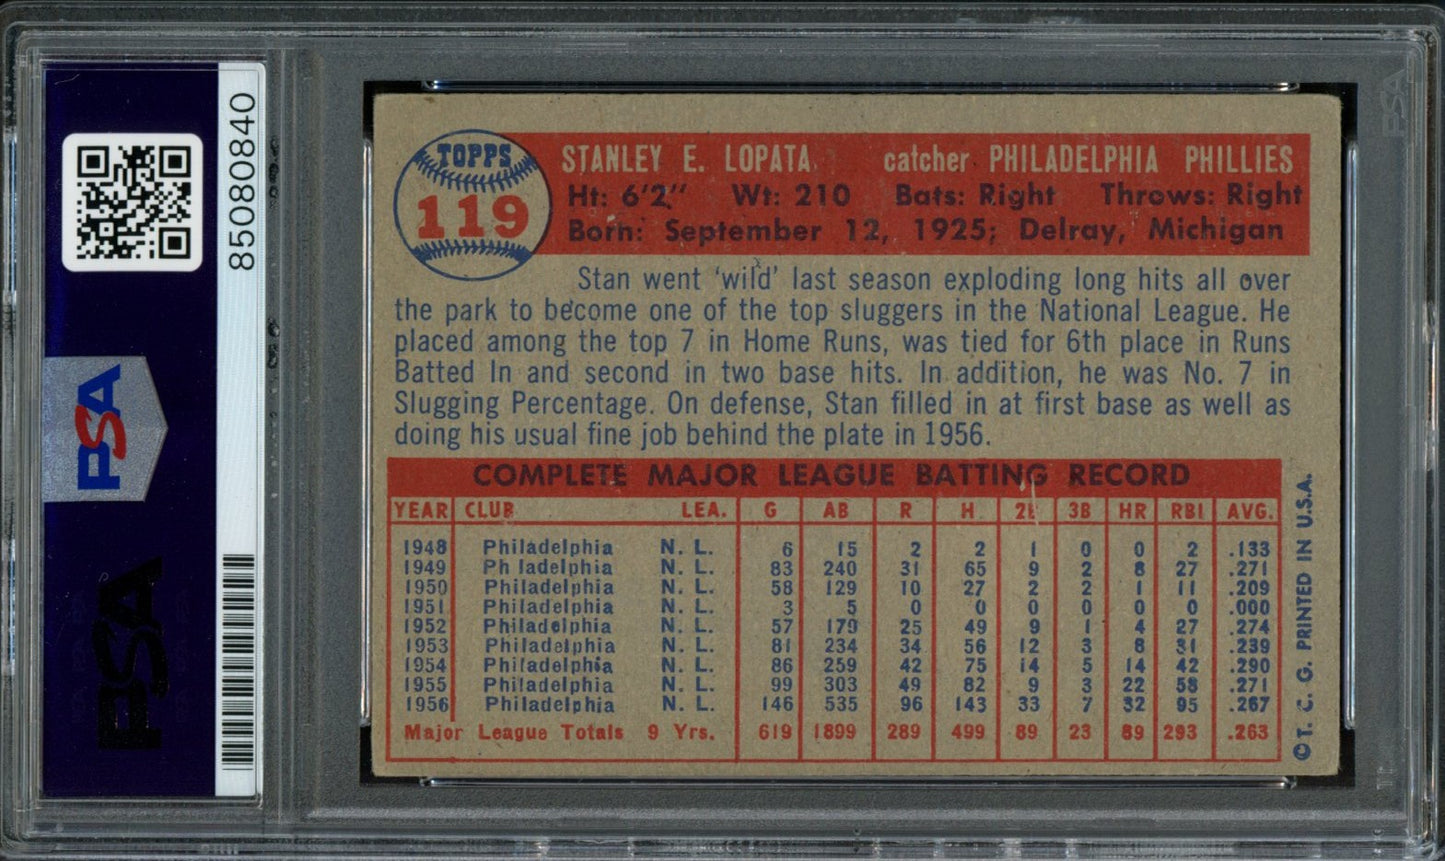 PSA
85080840
PSA
PSA
TOPPS
119
STANLEY E. LOPATA catcher PHILADELPHIA PHILLIES
Ht: 6'2" Wt: 210 Bats: Right Throws: Right
Born: September 12, 1925; Delray, Michigan
Stan went 'wild' last season exploding long hits all over
the park to become one of the top sluggers in the National League. He
placed among the top 7 in Home Runs, was tied for 6th place in Runs
Batted In and second in two base hits. In addition, he was No. 7 in
Slugging Percentage. On defense, Stan filled in at first base as well as
doing his usual fine job behind the plate in 1956.
COMPLETE MAJOR LEAGUE BATTING RECORD
YEAR CLUB LEA. G AB R H 2B 3B HR RBI AVG.
1948 Philadelphia N. L. 6 15 2 2 1 0 0 2 .133
1949 Ph ladelphia N. L. 83 240 31 65 9 2 8 27 .271
1950 Philadelphia N. L. 58 129 10 27 2 2 1 11 .209
1951 Philadelphia N. L. 3 5 0 0 0 0 0 0 .000
1952 Philadelphia N. L. 57 179 25 49 9 1 4 27 .274
1953 Philadelphia N. L. 81 234 34 56 12 3 8 31 .239
1954 Philadelphia N. L. 86 259 42 75 14 5 14 42 .290
1955 Philadelphia N. L. 99 303 49 82 9 3 22 58 .271
1956 Philadelphia N. L. 146 535 96 143 33 7 32 95 .267
Major League Totals 9 Yrs. 619 1899 289 499 89 23 89 293 .263
©T. C. G. PRINTED IN U.S.A.